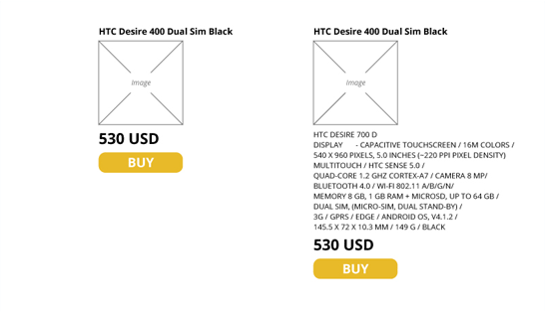 HTC Desire 400 Dual Sim Black
Image
530 USD
BUY
HTC Desire 400 Dual Sim Black
Image
HTC DESIRE 700 D
DISPLAY - CAPACITIVE TOUCHSCREEN / 16M COLORS /
540 X 960 PIXELS, 5.0 INCHES (~220 PPI PIXEL DENSITY)
MULTITOUCH / HTC SENSE 5.0 /
QUAD-CORE 1.2 GHZ CORTEX-A7 / CAMERA 8 MP/
BLUETOOTH 4.0 / WI-FI 802.11 A/B/G/N/
MEMORY 8 GB, 1 GB RAM + MICROSD, UP TO 64 GB /
DUAL SIM, (MICRO-SIM, DUAL STAND-BY) /
3G / GPRS / EDGE / ANDROID OS, V4.1.2 /
145.5 X 72 X 10.3 MM / 149 G / BLACK
530 USD
BUY